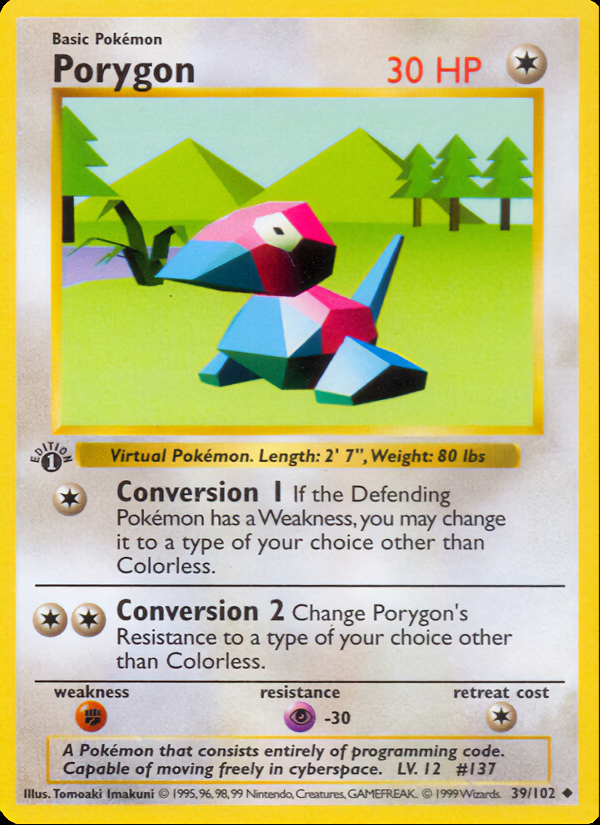 Basic Pokémon
Porygon 30 HP
EDITION
1
Virtual Pokémon. Length: 2' 7", Weight: 80 lbs
Conversion 1 If the Defending
Pokémon has a Weakness, you may change
it to a type of your choice other than
Colorless.
Conversion 2 Change Porygon's
Resistance to a type of your choice other
than Colorless.
weakness resistance retreat cost
-30
A Pokémon that consists entirely of programming code.
Capable of moving freely in cyberspace. LV. 12 #137
Illus. Tomoaki Imakuni © 1995, 96, 98, 99 Nintendo, Creatures, GAMEFREAK. © 1999 Wizards. 39/102